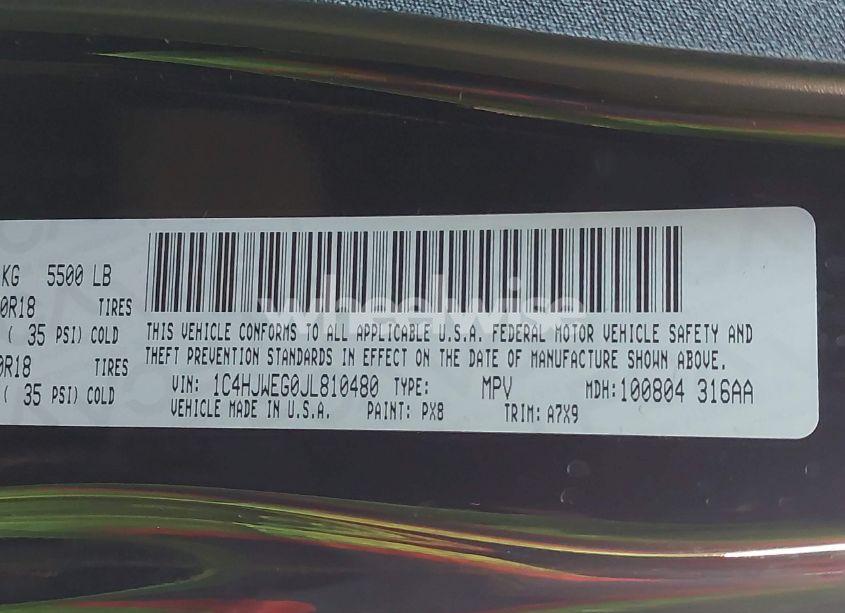 KG 5500 LB
0R18 TIRES
( 35 PSI) COLD
0R18 TIRES
( 35 PSI) COLD
wheelwise
THIS VEHICLE CONFORMS TO ALL APPLICABLE U.S.A. FEDERAL MOTOR VEHICLE SAFETY AND
THEFT PREVENTION STANDARDS IN EFFECT ON THE DATE OF MANUFACTURE SHOWN ABOVE.
VIN: 1C4HJWEG0JL810480 TYPE: MPV MDH:100804 316AA
VEHICLE MADE IN U.S.A. PAINT: PX8 TRIM: A7X9